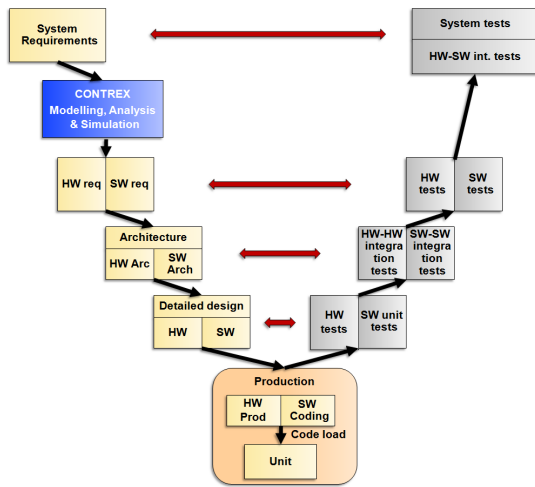 System
Requirements
System tests
HW-SW int. tests
CONTREX
Modelling, Analysis
& Simulation
HW req
SW req
HW
tests
SW
tests
Architecture
HW Arc
SW
Arch
HW-HW
integra
tion
tests
SW-SW
integra
tion
tests
Detailed design
HW
SW
HW
tests
SW unit
tests
Production
HW
Prod
SW
Coding
Code load
Unit